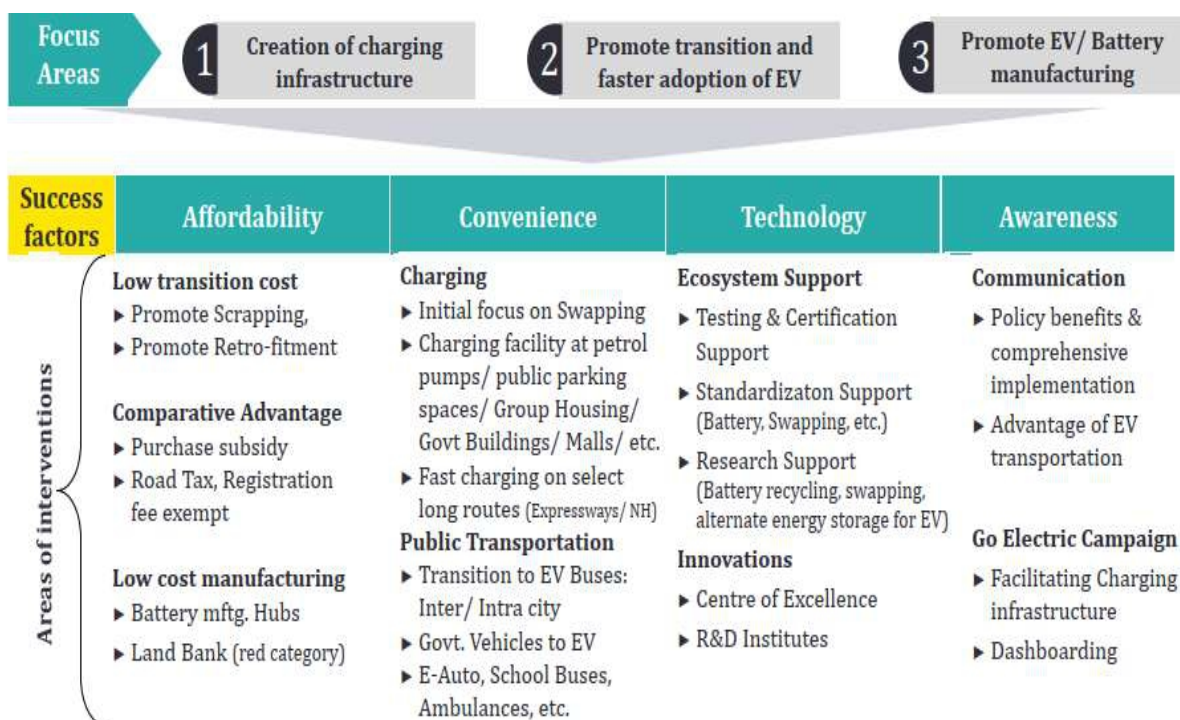 Focus
Areas
1
Creation of charging
infrastructure
2
Promote transition and
faster adoption of EV
3
Promote EV/ Battery
manufacturing
Success
factors
Affordability
Convenience
Technology
Awareness
Areas of interventions
Low transition cost
▶ Promote Scrapping,
▶ Promote Retro-fitment
Comparative Advantage
▶ Purchase subsidy
▶ Road Tax, Registration
fee exempt
Low cost manufacturing
▶ Battery mftg. Hubs
▶ Land Bank (red category)
Charging
▶ Initial focus on Swapping
▶ Charging facility at petrol
pumps/ public parking
spaces/ Group Housing/
Govt Buildings/ Malls/ etc.
▶ Fast charging on select
long routes (Expressways/ NH)
Public Transportation
▶ Transition to EV Buses:
Inter/ Intra city
▶ Govt. Vehicles to EV
▶ E-Auto, School Buses,
Ambulances, etc.
Ecosystem Support
▶ Testing & Certification
Support
▶ Standardizaton Support
(Battery, Swapping, etc.)
▶ Research Support
(Battery recycling, swapping,
alternate energy storage for EV)
Innovations
▶ Centre of Excellence
▶ R&D Institutes
Communication
▶ Policy benefits &
comprehensive
implementation
▶ Advantage of EV
transportation
Go Electric Campaign
▶ Facilitating Charging
infrastructure
▶ Dashboarding